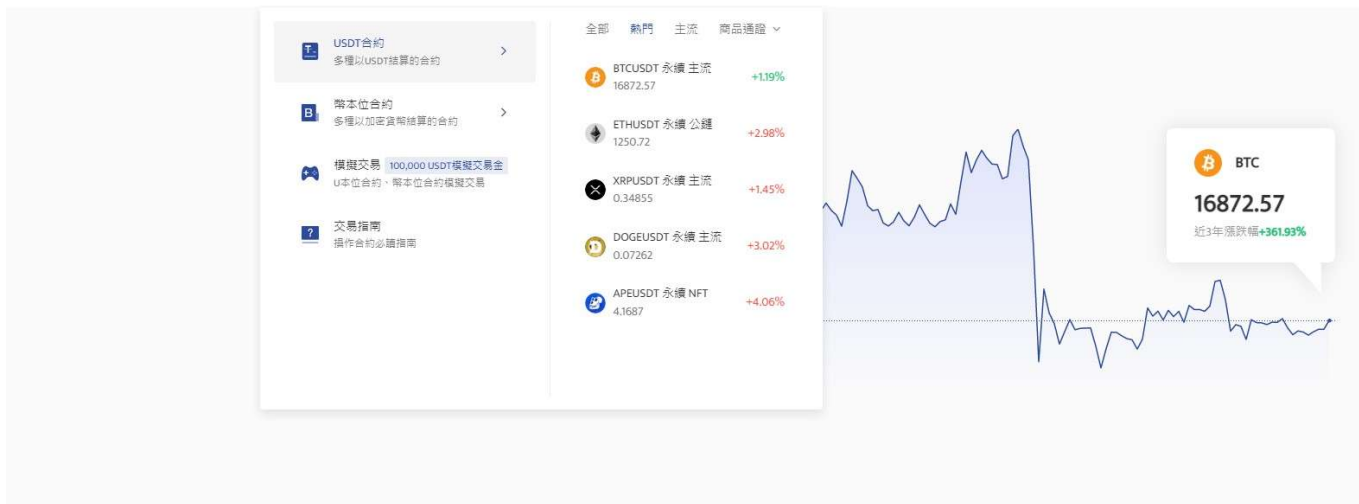 USDT合約
多種以USDT結算的合約
幣本位合約
多種以加密貨幣結算的合約
模擬交易 100,000 USDT模擬交易金
U本位合約、幣本位合約模擬交易
交易指南
操作合約必讀指南
全部 熱門 主流 商品通證
BTCUSDT 永續 主流
16872.57
+1.19%
ETHUSDT 永續 公鏈
1250.72
+2.98%
XRPUSDT 永續 主流
0.34855
+1.45%
DOGEUSDT 永續 主流
0.07262
+3.02%
APEUSDT 永續 NFT
4.1687
+4.06%
BTC
16872.57
近3年漲跌幅+361.93%